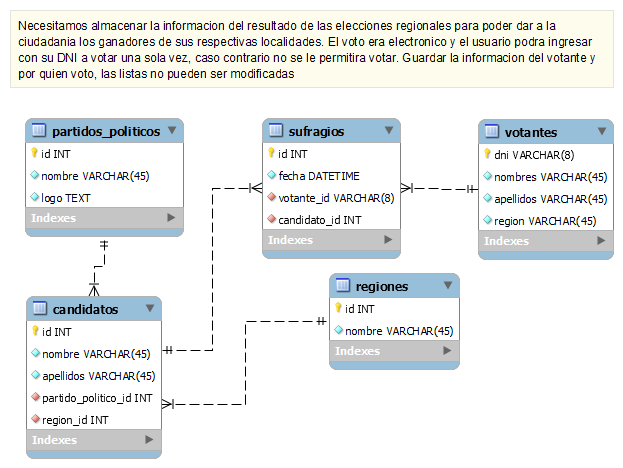 Necesitamos almacenar la informacion del resultado de las elecciones regionales para poder dar a la
ciudadania los ganadores de sus respectivas localidades. El voto era electronico y el usuario podra ingresar
con su DNI a votar una sola vez, caso contrario no se le permitira votar. Guardar la informacion del votante y
por quien voto, las listas no pueden ser modificadas
partidos_politicos
id INT
nombre VARCHAR(45)
logo TEXT
Indexes
sufragios
id INT
fecha DATETIME
votante_id VARCHAR(8)
candidato_id INT
Indexes
votantes
dni VARCHAR(8)
nombres VARCHAR(45)
apellidos VARCHAR(45)
region VARCHAR(45)
Indexes
candidatos
id INT
nombre VARCHAR(45)
apellidos VARCHAR(45)
partido_politico_id INT
region_id INT
Indexes
regiones
id INT
nombre VARCHAR(45)
Indexes